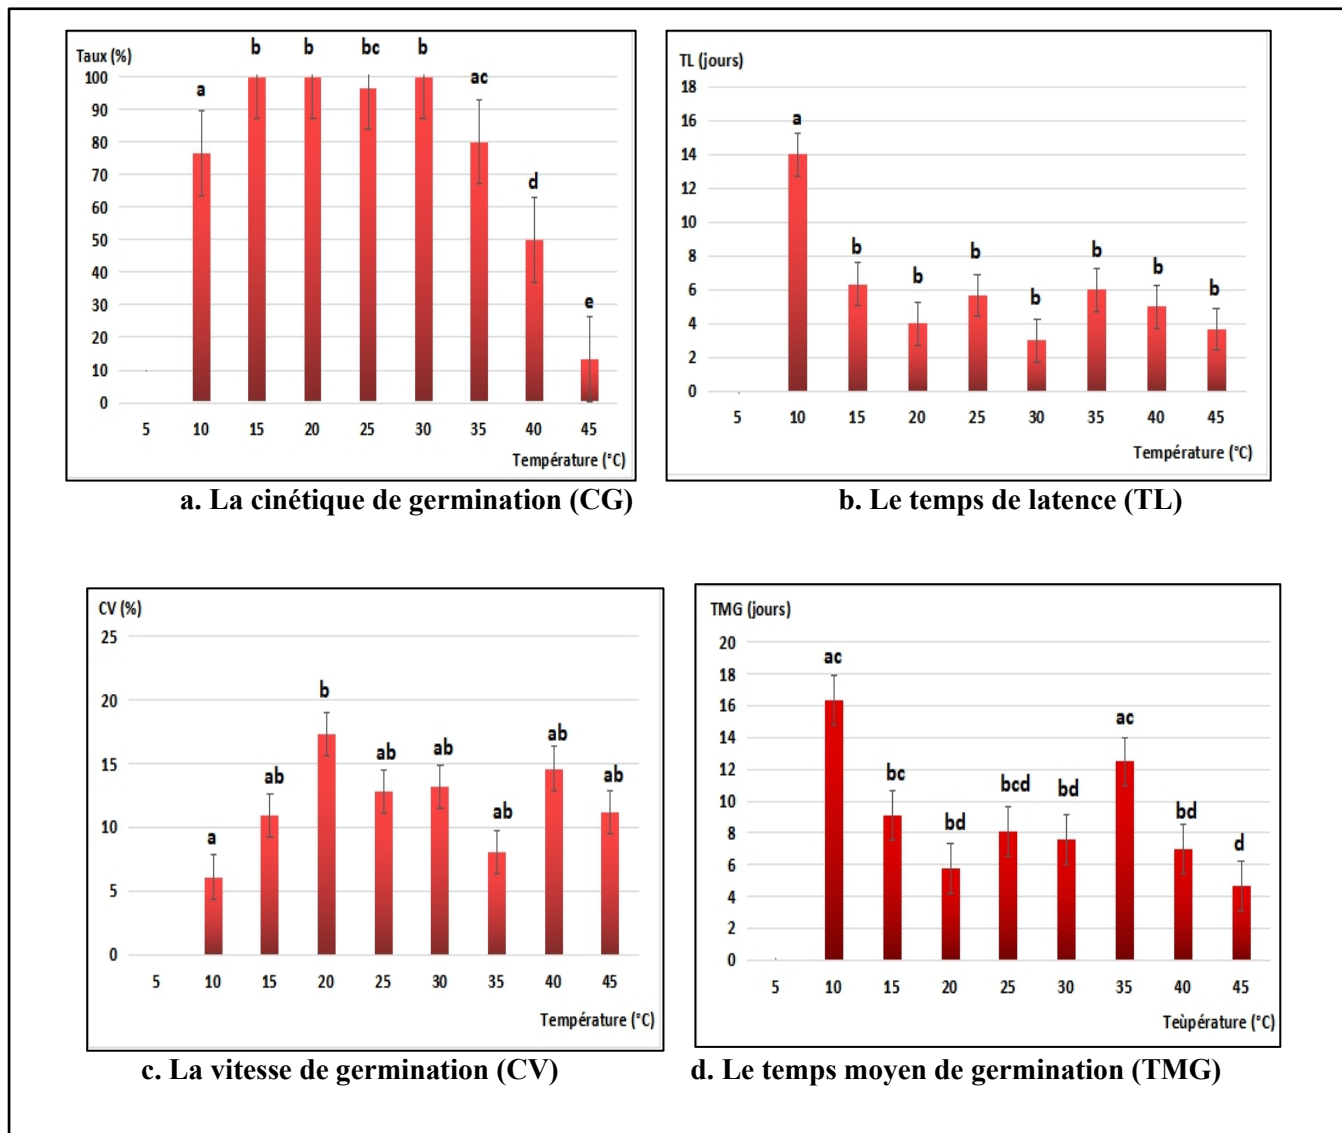 Taux (%)
b b bc b
100
ac
90
a
80
70
d
60
50
40
30
e
20
10
0
5 10 15 20 25 30 35 40 45
Température (°C)
a. La cinétique de germination (CG)
TL (jours)
18
16
a
14
12
10
b b b b
8
b b
6
b
4
2
0
5 10 15 20 25 30 35 40 45
Température (°C)
b. Le temps de latence (TL)
CV (%)
25
b
20
ab ab ab ab ab
15
ab
10
a
5
0
5 10 15 20 25 30 35 40 45
Température (°C)
c. La vitesse de germination (CV)
TMG (jours)
20
ac
18
16
ac
14
12
bc bcd bd bd
10
bd
8
d
6
4
2
0
5 10 15 20 25 30 35 40 45
Teùpérature (°C)
d. Le temps moyen de germination (TMG)